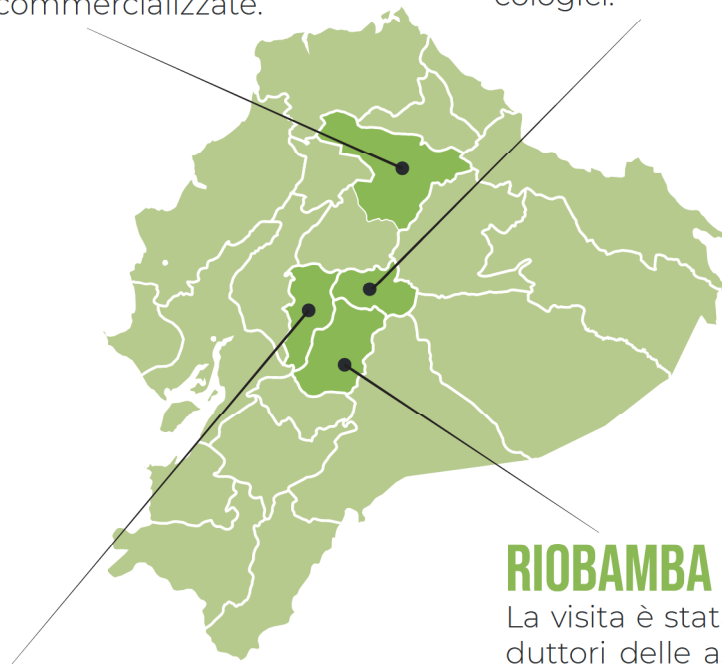 commercializzate.
cologici.
RIOBAMBA
La visita è stat
duttori delle a